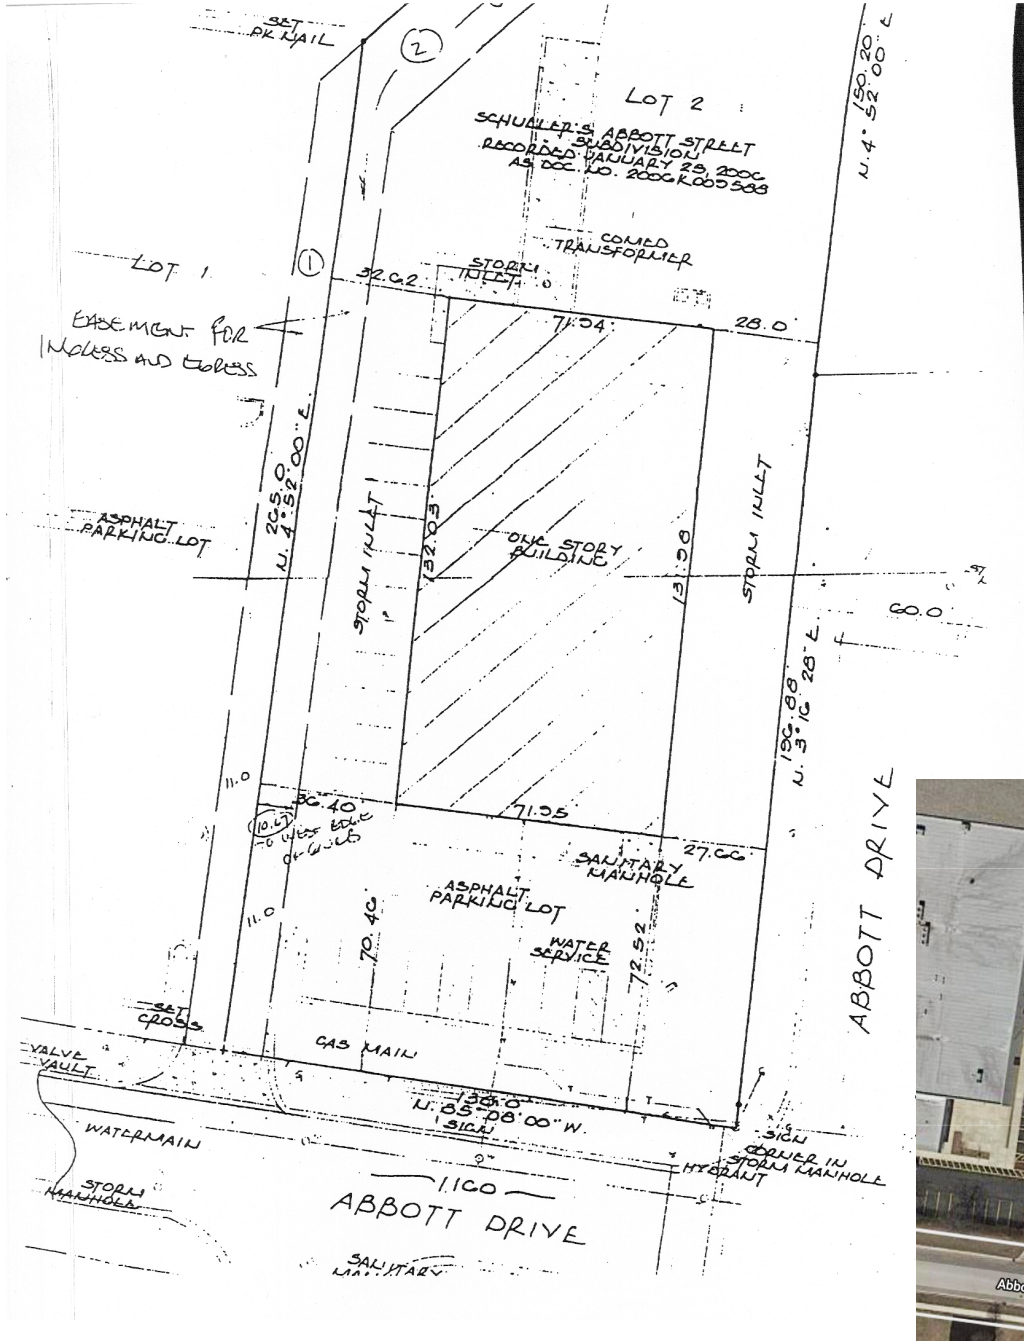 SET
PK NAIL
2
150.20'
N. 4° 52' 00" E
LOT 2
SCHUELER'S ABBOTT STREET
SUBDIVISION
RECORDED JANUARY 25, 2006
AS DOC. NO. 2006K009588
COMED
TRANSFORMER
STORM
INLET
LOT 1
1
32.62
71.94
28.0'
EASEMENT FOR
INGRESS AND EGRESS
265.0'
N. 4° 52' 00" E.
ASPHALT
PARKING LOT
STORM INLET
132.03
ONE STORY
BUILDING
131.98
STORM INLET
60.0'
196.88
N. 3° 16' 28" E.
11.0
36.40
10.67
TO WEST EDGE
OF
71.95
27.66
SANITARY
MANHOLE
ASPHALT
PARKING LOT
11.0
70.46
WATER
SERVICE
72.52
ABBOTT DRIVE
SET
CROSS
GAS MAIN
VALVE
VAULT
138.0'
N. 85° 08' 00" W.
SIGN
WATERMAIN
SIGN
CORNER IN
STORM MANHOLE
HYDRANT
STORM
MANHOLE
1160
ABBOTT DRIVE
SANITARY
Abbo